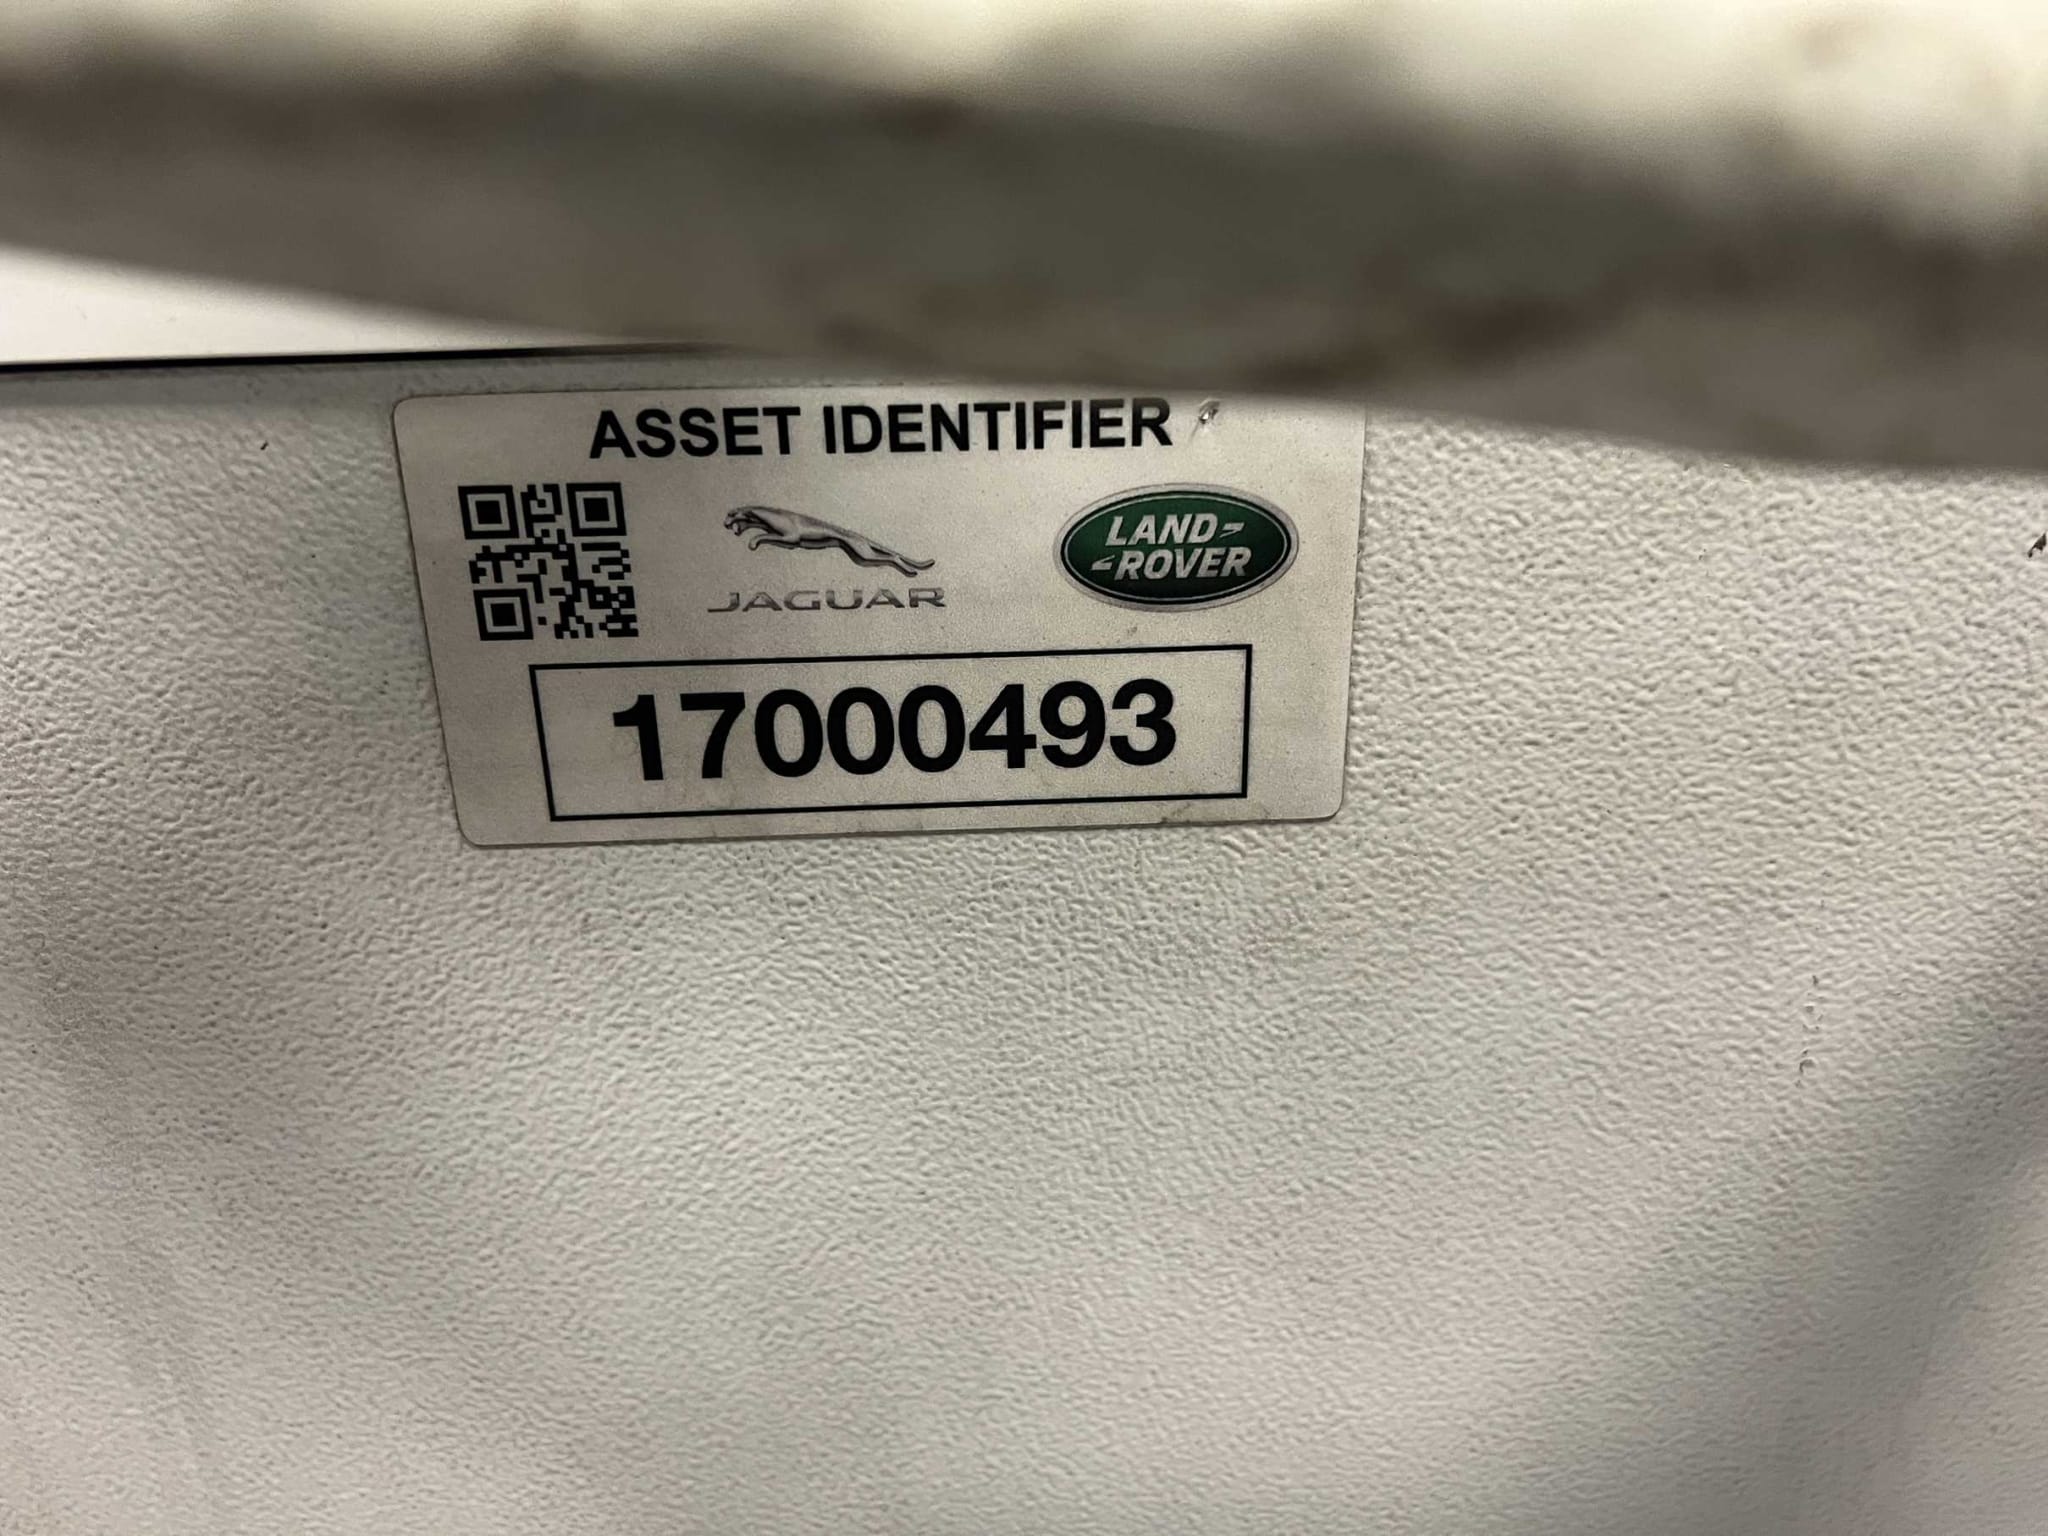 ASSET IDENTIFIER
JAGUAR
LAND-
-ROVER
17000493